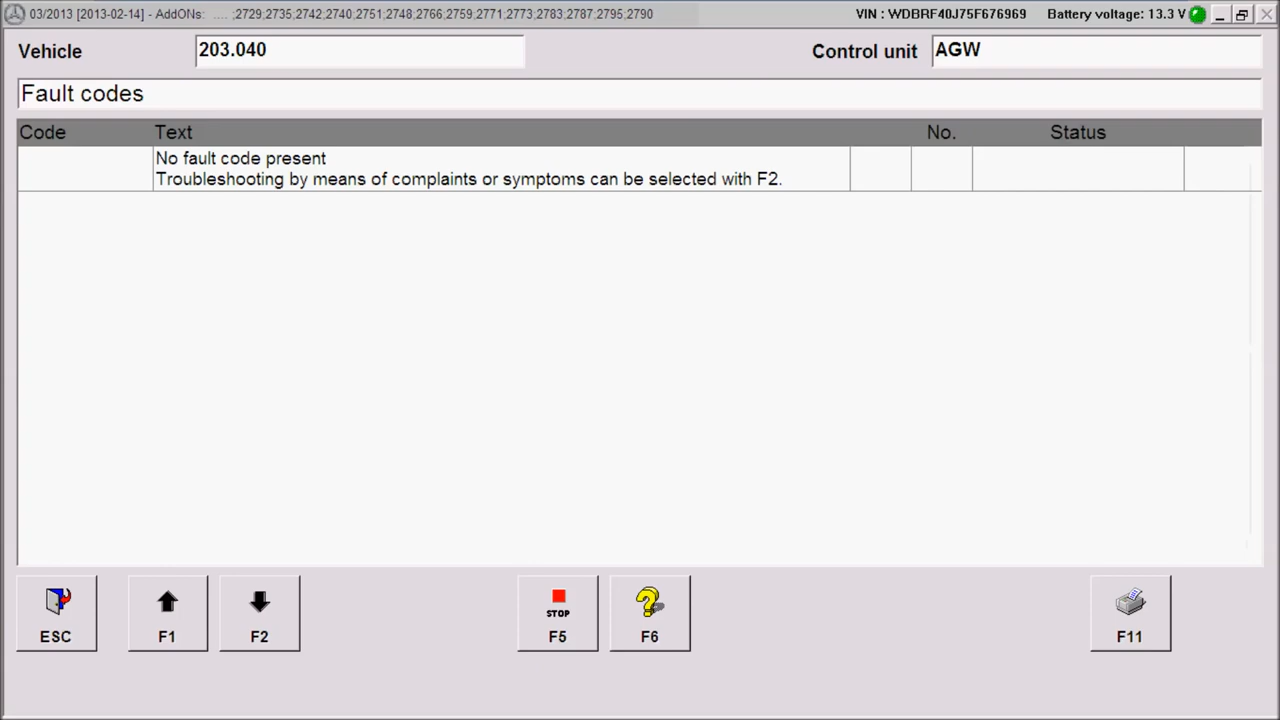 03/2013 [2013-02-14] - AddONs: ..... ;2729;2735;2742;2740;2751;2748;2766;2759;2771;2773;2783;2787;2795;2790 VIN : WDBRF40J75F676969 Battery voltage: 13.3 V
Vehicle 203.040 Control unit AGW
Fault codes
Code Text No. Status
No fault code present
Troubleshooting by means of complaints or symptoms can be selected with F2.
STOP
ESC F1 F2 F5 F6 F11